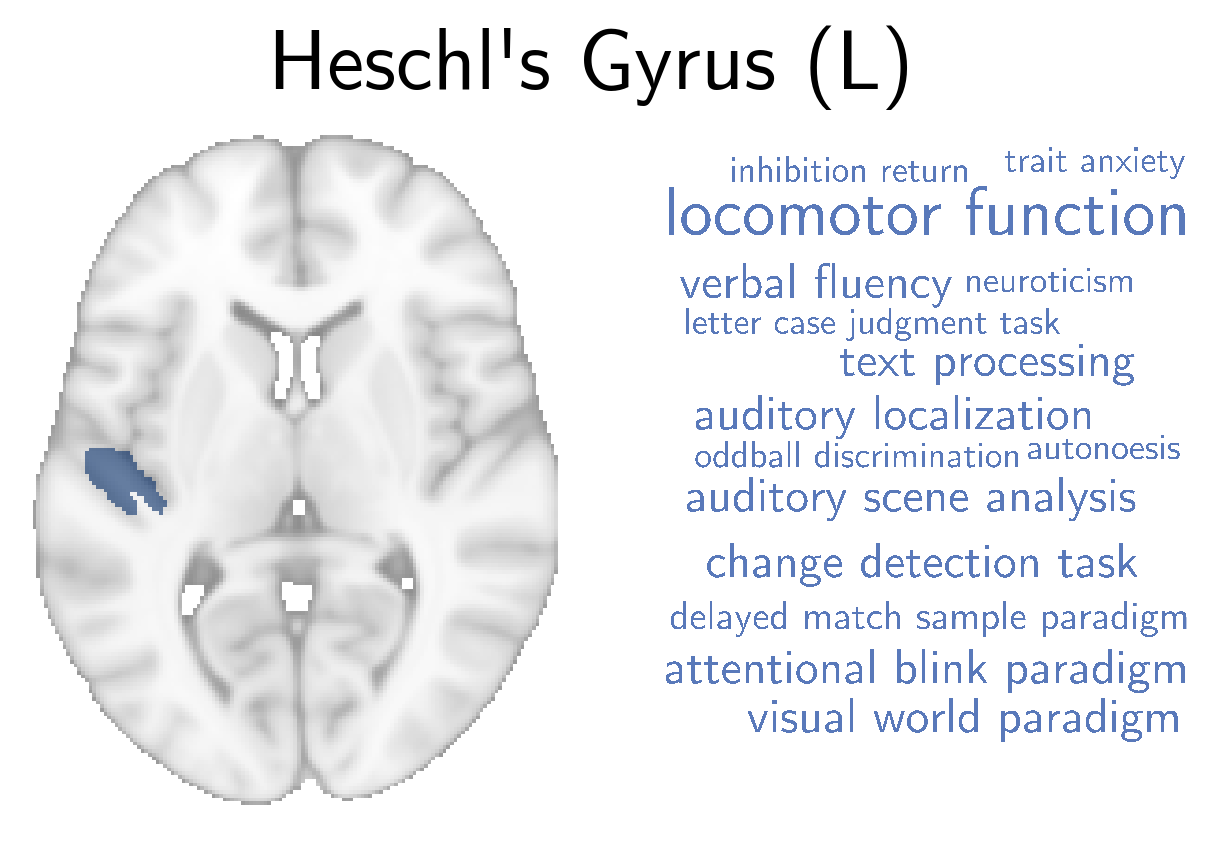 Heschl's Gyrus (L)
inhibition return
trait anxiety
locomotor function
verbal fluency
neuroticism
letter case judgment task
text processing
auditory localization
oddball discrimination
autonoesis
auditory scene analysis
change detection task
delayed match sample paradigm
attentional blink paradigm
visual world paradigm